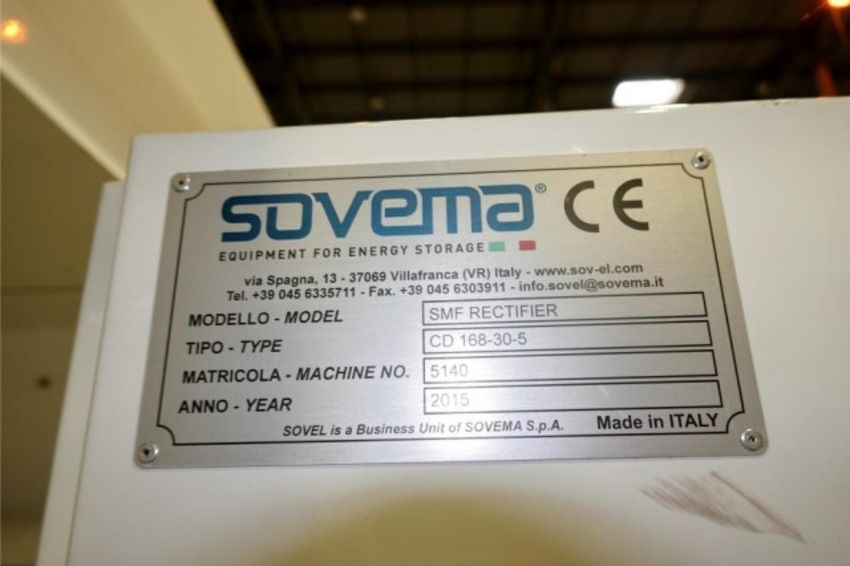 SOVEMA® CE
EQUIPMENT FOR ENERGY STORAGE
via Spagna, 13 - 37069 Villafranca (VR) Italy - www.sov-el.com
Tel. +39 045 6335711 - Fax. +39 045 6303911 - info.sovel@sovema.it
MODELLO - MODEL SMF RECTIFIER
TIPO - TYPE CD 168-30-5
MATRICOLA - MACHINE NO. 5140
ANNO - YEAR 2015
SOVEL is a Business Unit of SOVEMA S.p.A. Made in ITALY